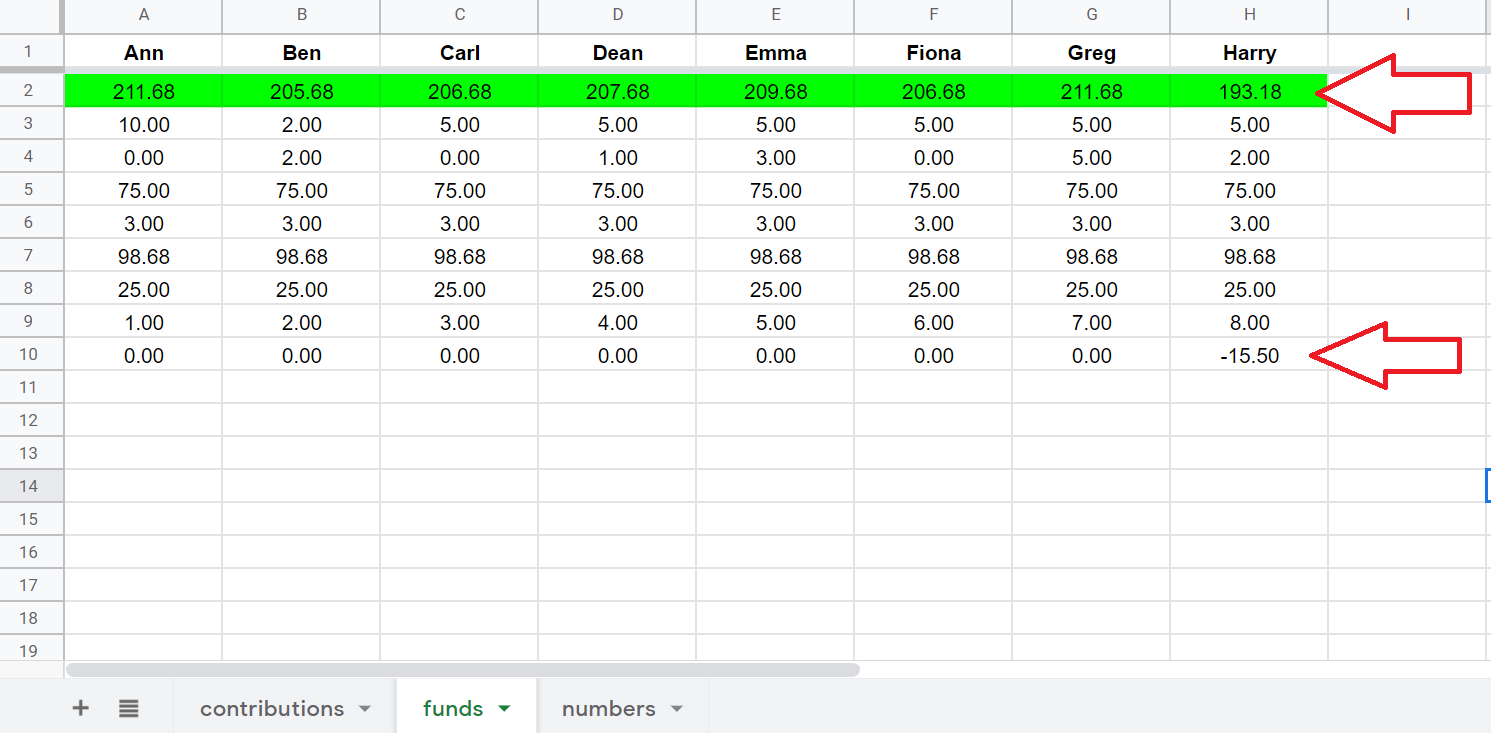 A B C D E F G H I
1 Ann Ben Carl Dean Emma Fiona Greg Harry
2 211.68 205.68 206.68 207.68 209.68 206.68 211.68 193.18
3 10.00 2.00 5.00 5.00 5.00 5.00 5.00 5.00
4 0.00 2.00 0.00 1.00 3.00 0.00 5.00 2.00
5 75.00 75.00 75.00 75.00 75.00 75.00 75.00 75.00
6 3.00 3.00 3.00 3.00 3.00 3.00 3.00 3.00
7 98.68 98.68 98.68 98.68 98.68 98.68 98.68 98.68
8 25.00 25.00 25.00 25.00 25.00 25.00 25.00 25.00
9 1.00 2.00 3.00 4.00 5.00 6.00 7.00 8.00
10 0.00 0.00 0.00 0.00 0.00 0.00 0.00 -15.50
11
12
13
14
15
16
17
18
19
contributions funds numbers